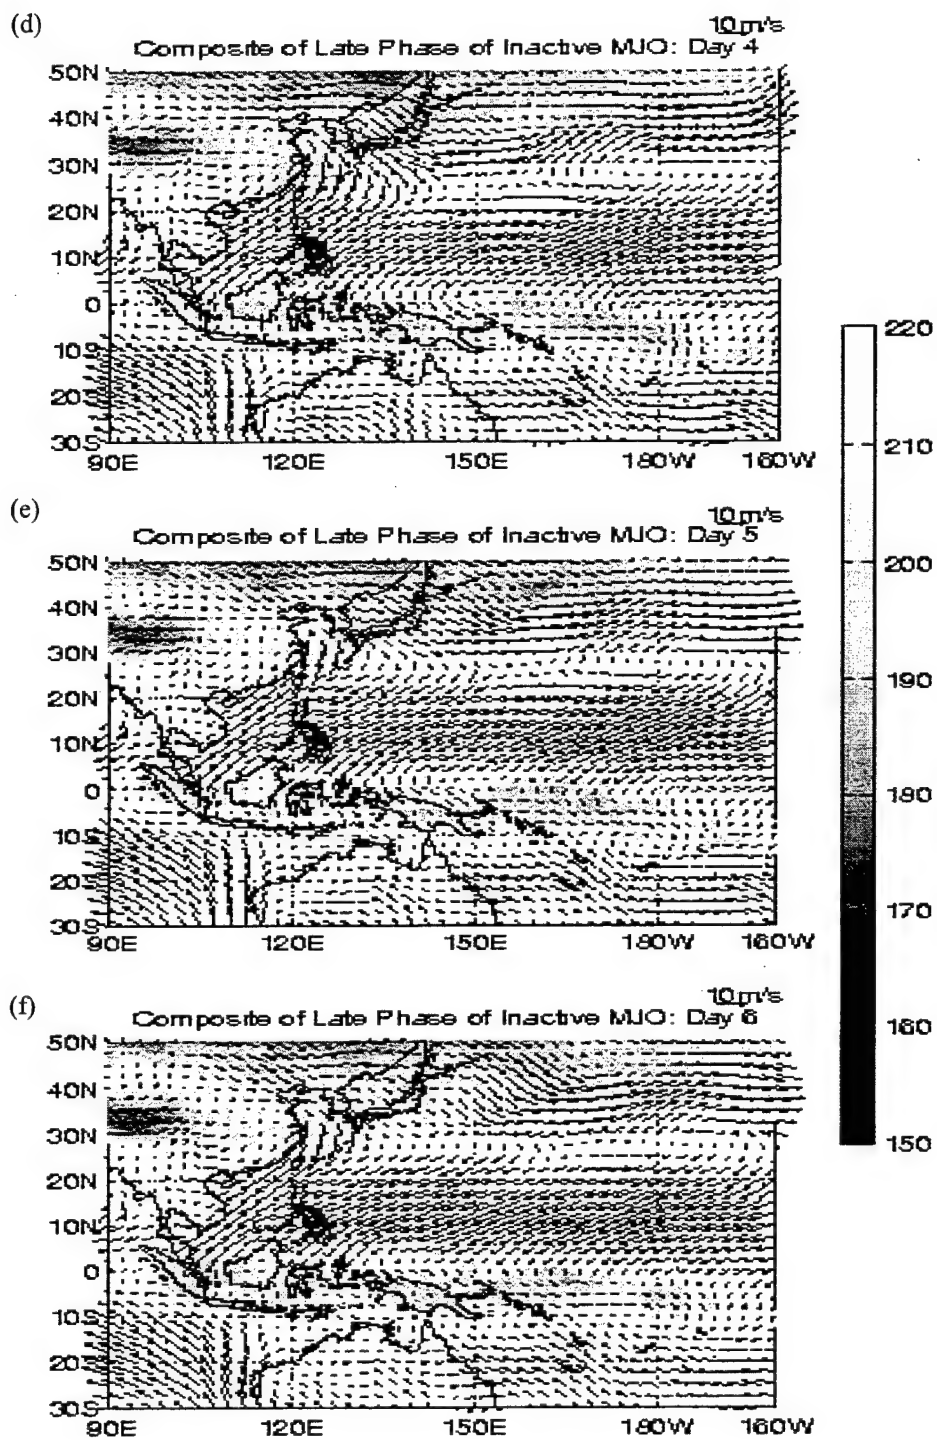 (d)
10 m/s
Composite of Late Phase of Inactive MJO: Day 4
50N
40N
30N
20N
10N
0
10S
20S
30S
90E 120E 150E 180W 160W
(e)
10 m/s
Composite of Late Phase of Inactive MJO: Day 5
50N
40N
30N
20N
10N
0
10S
20S
30S
90E 120E 150E 180W 160W
(f)
10 m/s
Composite of Late Phase of Inactive MJO: Day 6
50N
40N
30N
20N
10N
0
10S
20S
30S
90E 120E 150E 180W 160W
220
210
200
190
180
170
160
150